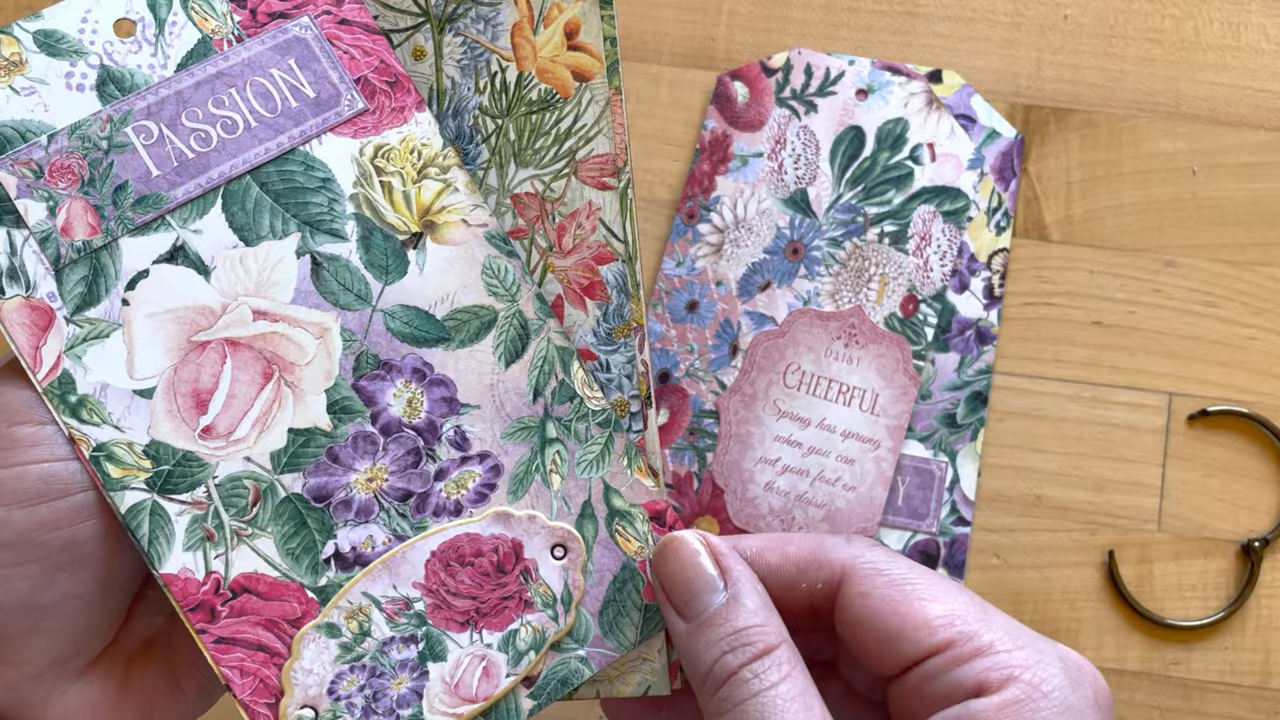 PASSION
DAISY
CHEERFUL
Spring has sprung
when you can
put your foot on
three daisies.
Y